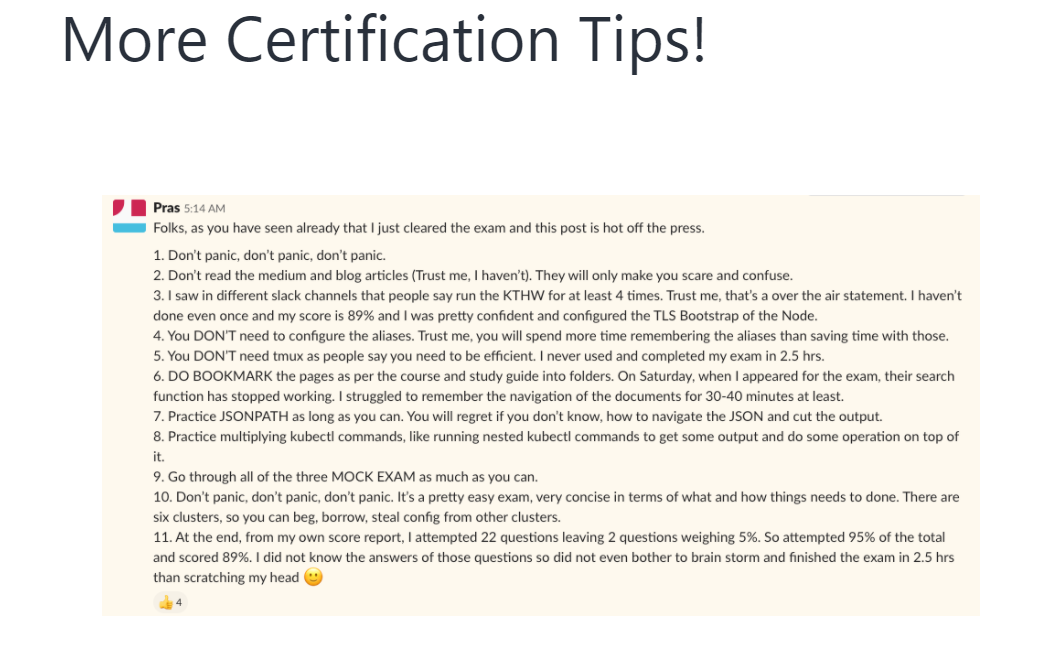 More Certification Tips!
Pras 5:14 AM
Folks, as you have seen already that I just cleared the exam and this post is hot off the press.
1. Don't panic, don't panic, don't panic.
2. Don't read the medium and blog articles (Trust me, I haven't). They will only make you scare and confuse.
3. I saw in different slack channels that people say run the KTHW for at least 4 times. Trust me, that's a over the air statement. I haven't
done even once and my score is 89% and I was pretty confident and configured the TLS Bootstrap of the Node.
4. You DON'T need to configure the aliases. Trust me, you will spend more time remembering the aliases than saving time with those.
5. You DON'T need tmux as people say you need to be efficient. I never used and completed my exam in 2.5 hrs.
6. DO BOOKMARK the pages as per the course and study guide into folders. On Saturday, when I appeared for the exam, their search
function has stopped working. I struggled to remember the navigation of the documents for 30-40 minutes at least.
7. Practice JSONPATH as long as you can. You will regret if you don't know, how to navigate the JSON and cut the output.
8. Practice multiplying kubectl commands, like running nested kubectl commands to get some output and do some operation on top of
it.
9. Go through all of the three MOCK EXAM as much as you can.
10. Don't panic, don't panic, don't panic. It's a pretty easy exam, very concise in terms of what and how things needs to done. There are
six clusters, so you can beg, borrow, steal config from other clusters.
11. At the end, from my own score report, I attempted 22 questions leaving 2 questions weighing 5%. So attempted 95% of the total
and scored 89%. I did not know the answers of those questions so did not even bother to brain storm and finished the exam in 2.5 hrs
than scratching my head 🙂
👍 4